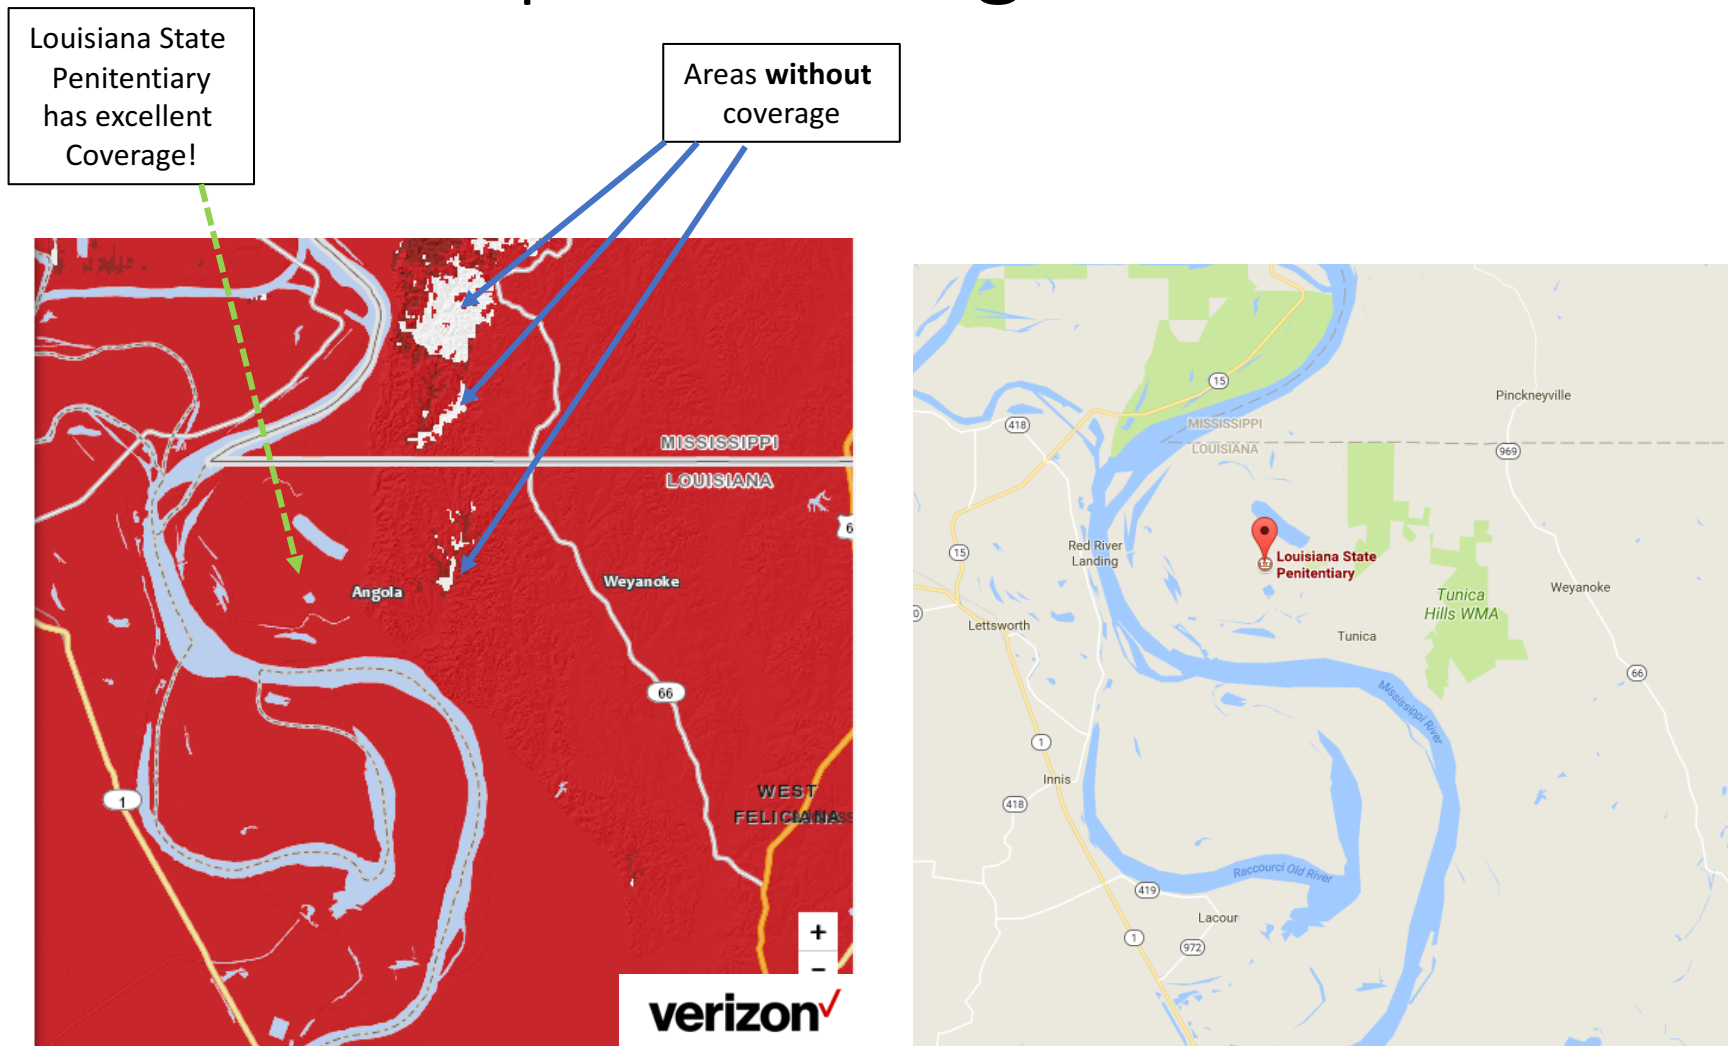 Louisiana State
Penitentiary
has excellent
Coverage!
Areas without
coverage
MISSISSIPPI
LOUISIANA
6
Angola
Weyanoke
66
1
WEST
FELICIANA
+
−
verizon
15
Pinckneyville
418
MISSISSIPPI
LOUISIANA
969
15
Red River
Landing
Louisiana State
Penitentiary
Tunica
Hills WMA
Weyanoke
0
Lettsworth
Tunica
66
Mississippi River
1
Innis
418
Raccourci Old River
419
Lacour
1
972